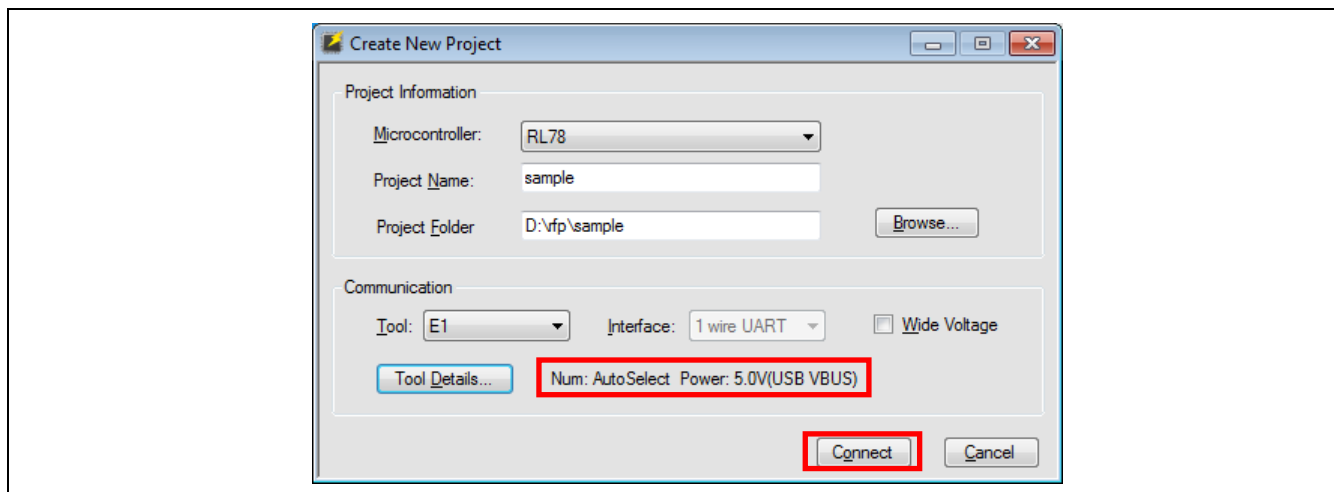 Create New Project
Project Information
Microcontroller: RL78
Project Name: sample
Project Folder D:\rfp\sample Browse...
Communication
Tool: E1 Interface: 1 wire UART Wide Voltage
Tool Details... Num: AutoSelect Power: 5.0V(USB VBUS)
Connect Cancel